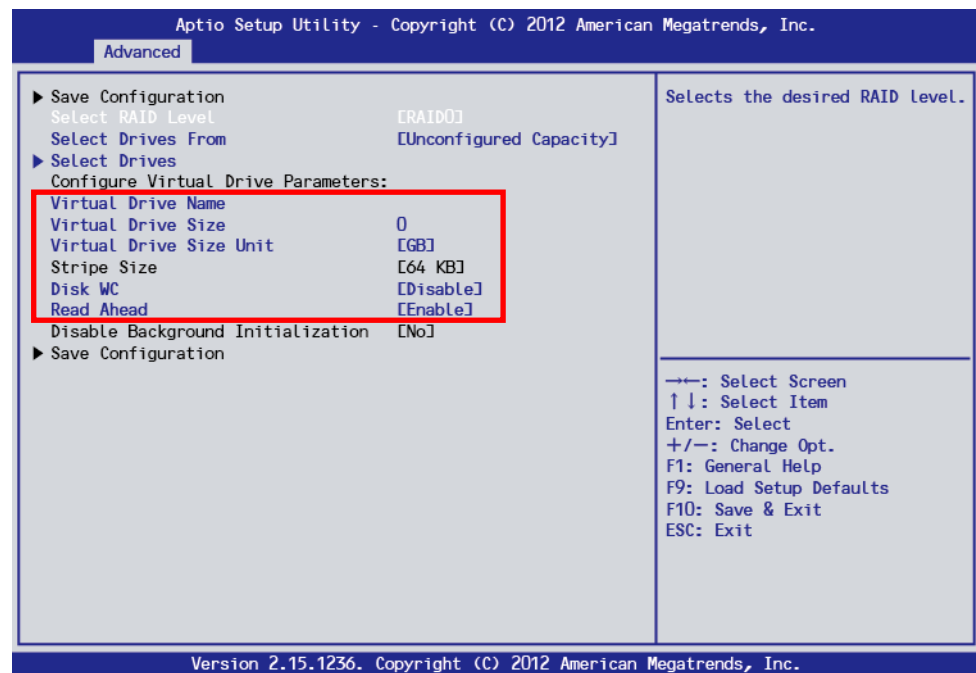 Aptio Setup Utility - Copyright (C) 2012 American Megatrends, Inc.
Advanced
▶ Save Configuration
Select RAID Level [RAID0]
Select Drives From [Unconfigured Capacity]
▶ Select Drives
Configure Virtual Drive Parameters:
Virtual Drive Name
Virtual Drive Size 0
Virtual Drive Size Unit [GB]
Stripe Size [64 KB]
Disk WC [Disable]
Read Ahead [Enable]
Disable Background Initialization [No]
▶ Save Configuration
Selects the desired RAID level.
→←: Select Screen
↑↓: Select Item
Enter: Select
+/−: Change Opt.
F1: General Help
F9: Load Setup Defaults
F10: Save & Exit
ESC: Exit
Version 2.15.1236. Copyright (C) 2012 American Megatrends, Inc.